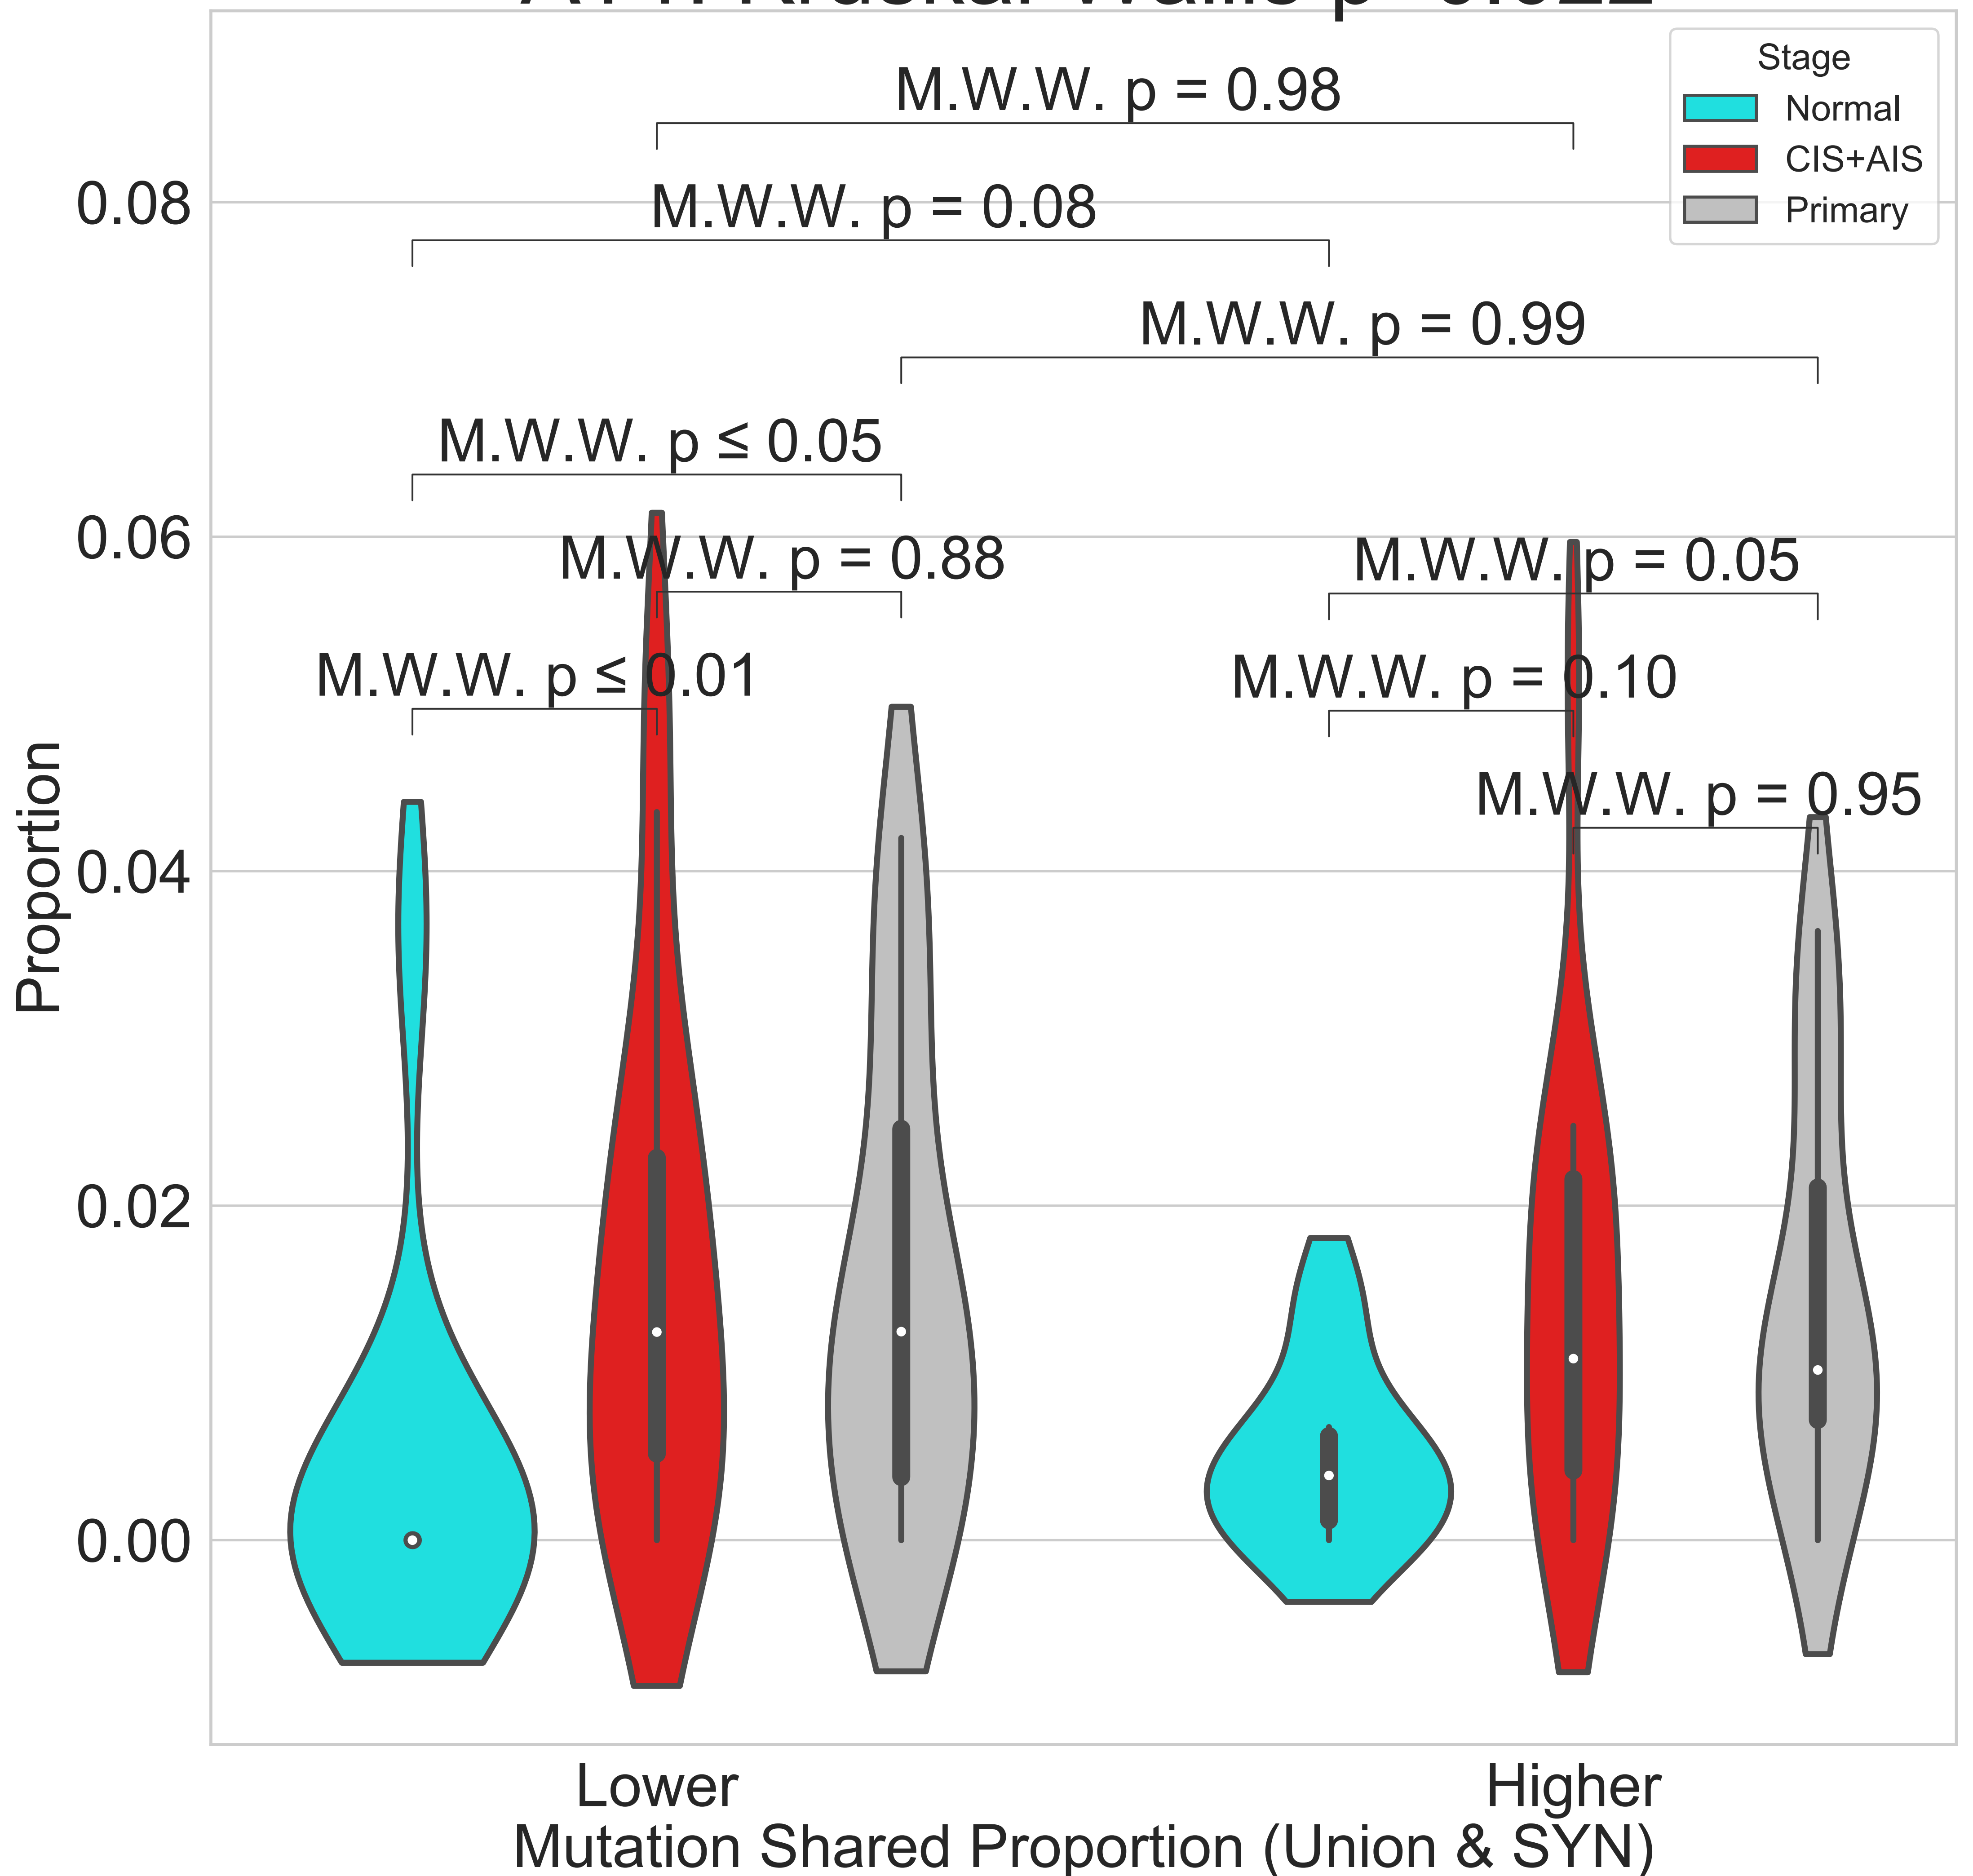 Stage
Normal
CIS+AIS
Primary
M.W.W. p = 0.98
M.W.W. p = 0.08
M.W.W. p = 0.99
M.W.W. p ≤ 0.05
M.W.W. p = 0.88
M.W.W. p = 0.05
M.W.W. p ≤ 0.01
M.W.W. p = 0.10
M.W.W. p = 0.95
0.08
0.06
0.04
0.02
0.00
Proportion
Lower
Higher
Mutation Shared Proportion (Union & SYN)